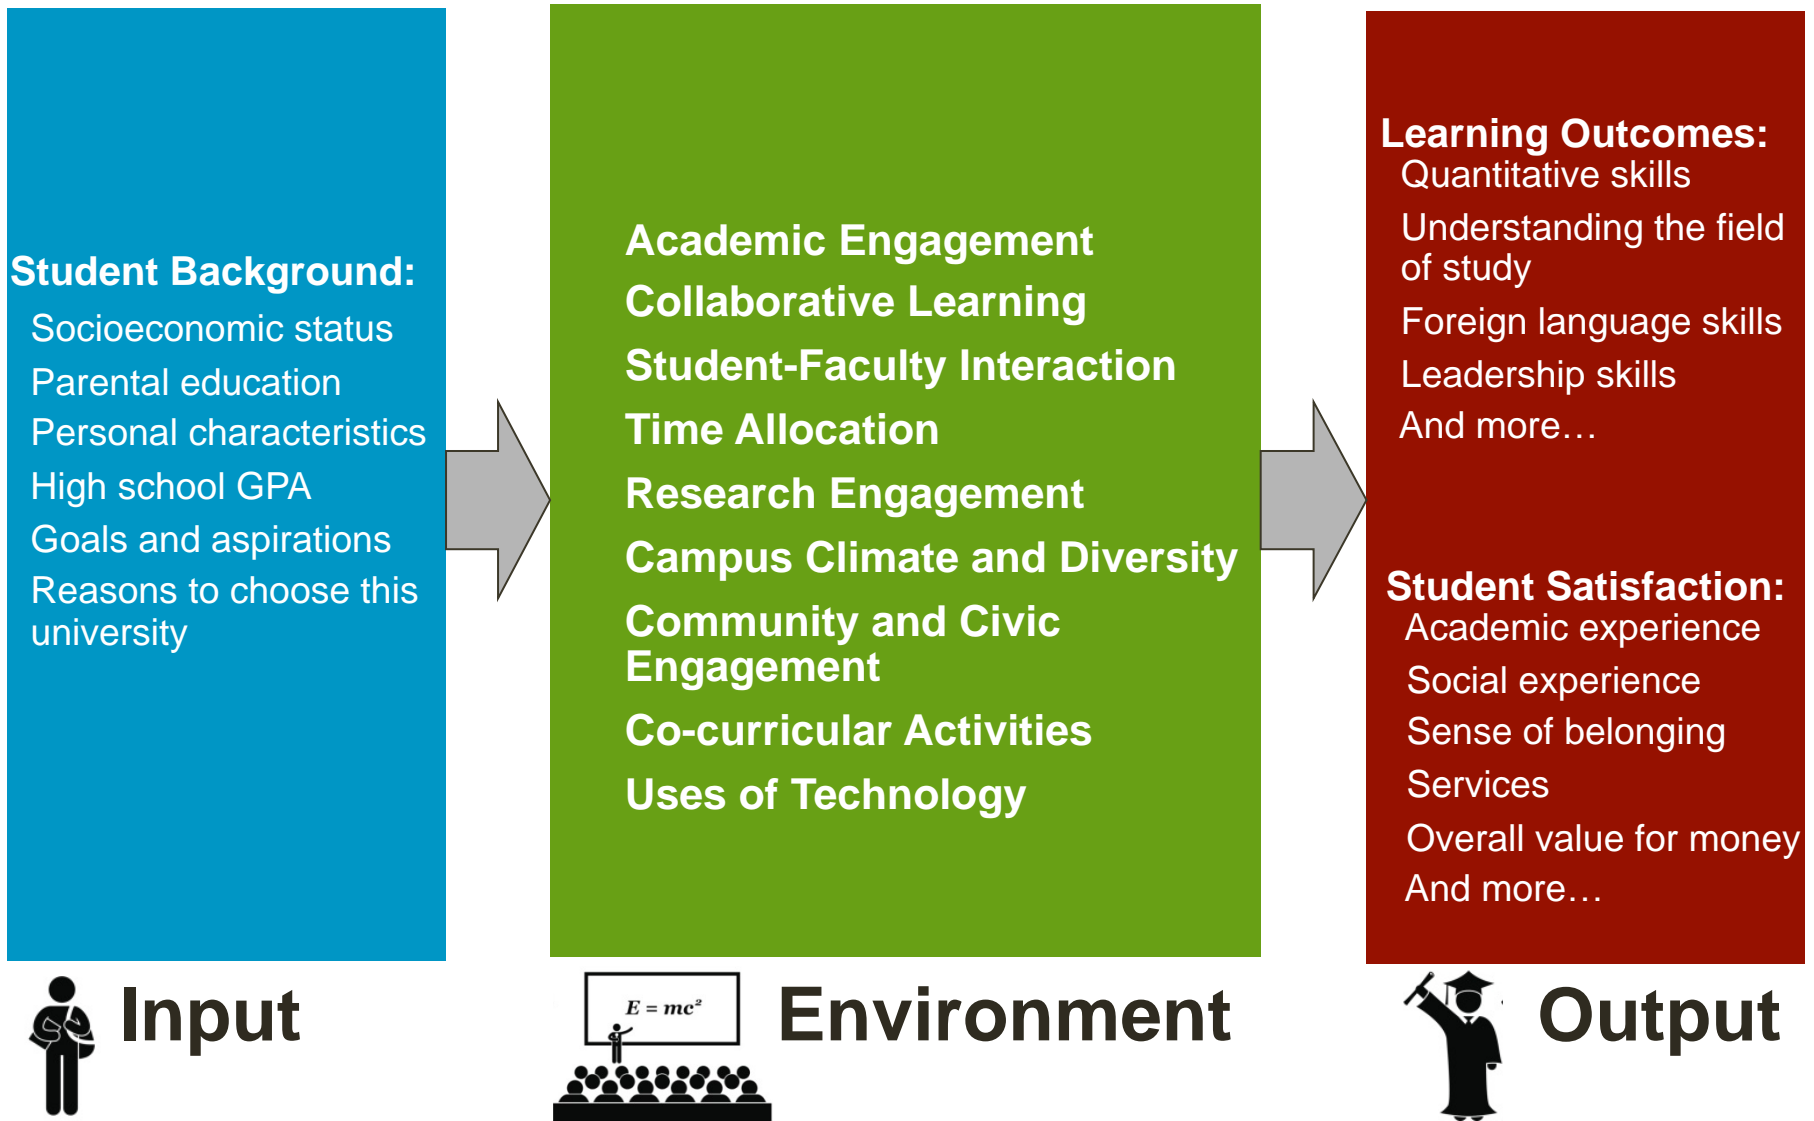 Student Background:
Socioeconomic status
Parental education
Personal characteristics
High school GPA
Goals and aspirations
Reasons to choose this
university
Academic Engagement
Collaborative Learning
Student-Faculty Interaction
Time Allocation
Research Engagement
Campus Climate and Diversity
Community and Civic
Engagement
Co-curricular Activities
Uses of Technology
Learning Outcomes:
Quantitative skills
Understanding the field
of study
Foreign language skills
Leadership skills
And more…
Student Satisfaction:
Academic experience
Social experience
Sense of belonging
Services
Overall value for money
And more…
Input
E = mc²
Environment
Output